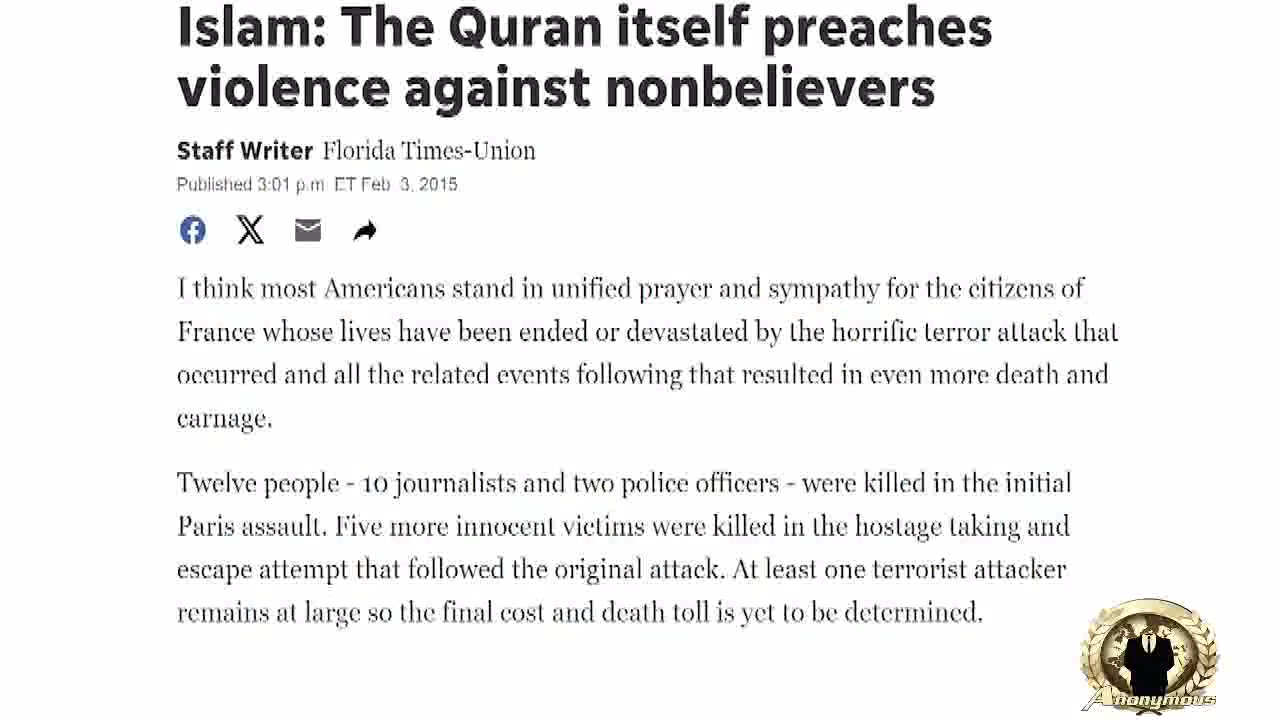 Islam: The Quran itself preaches
violence against nonbelievers
Staff Writer Florida Times-Union
Published 3:01 p.m. ET Feb. 3, 2015
I think most Americans stand in unified prayer and sympathy for the citizens of
France whose lives have been ended or devastated by the horrific terror attack that
occurred and all the related events following that resulted in even more death and
carnage.
Twelve people - 10 journalists and two police officers - were killed in the initial
Paris assault. Five more innocent victims were killed in the hostage taking and
escape attempt that followed the original attack. At least one terrorist attacker
remains at large so the final cost and death toll is yet to be determined.
Anonymous